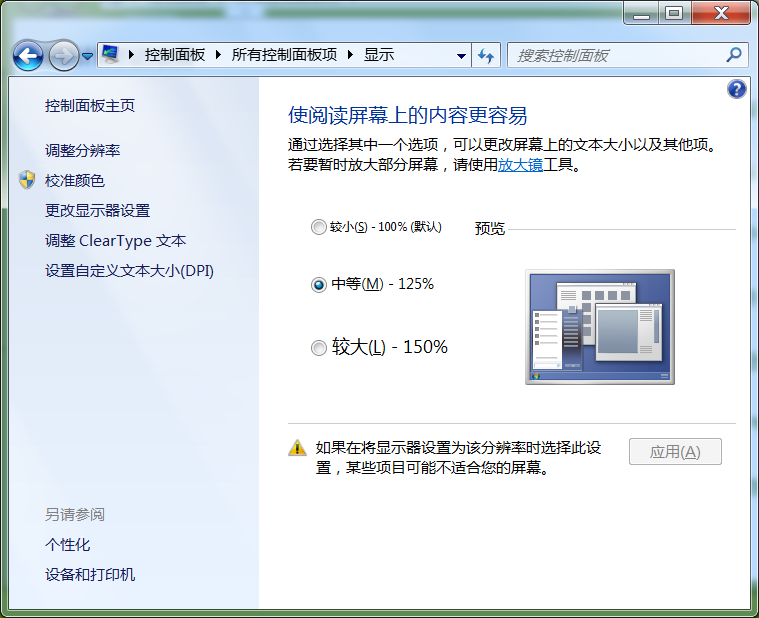 控制面板 ▸ 所有控制面板项 ▸ 显示
搜索控制面板
控制面板主页
调整分辨率
校准颜色
更改显示器设置
调整 ClearType 文本
设置自定义文本大小(DPI)
另请参阅
个性化
设备和打印机
使阅读屏幕上的内容更容易
通过选择其中一个选项，可以更改屏幕上的文本大小以及其他项。
若要暂时放大部分屏幕，请使用放大镜工具。
较小(S) - 100% (默认)
预览
中等(M) - 125%
较大(L) - 150%
如果在将显示器设置为该分辨率时选择此设
置，某些项目可能不适合您的屏幕。
应用(A)